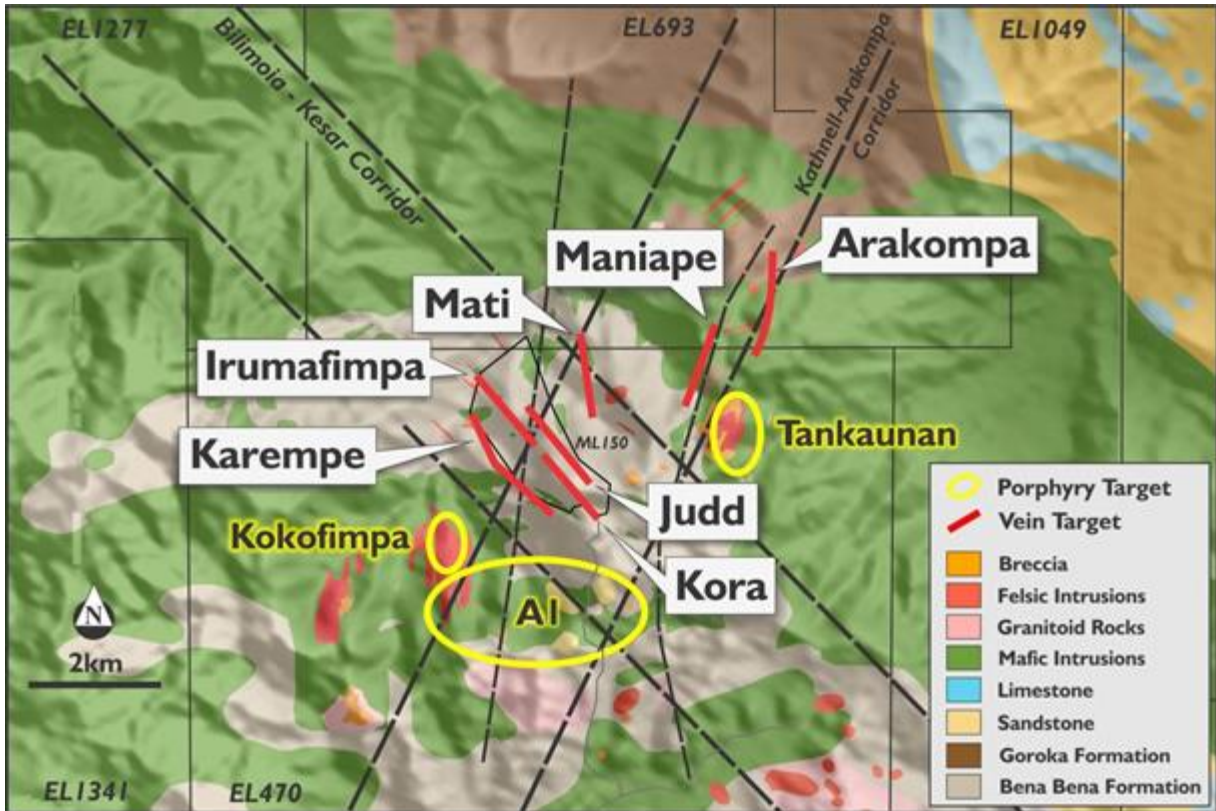 EL1277
EL693
EL1049
Bilimoia - Kesar Corridor
Kathnell-Arakompa
Corridor
Maniape
Arakompa
Mati
Irumafimpa
Karempe
ML150
Tankaunan
Judd
Kokofimpa
Kora
A1
N
2km
EL1341
EL470
Porphyry Target
Vein Target
Breccia
Felsic Intrusions
Granitoid Rocks
Mafic Intrusions
Limestone
Sandstone
Goroka Formation
Bena Bena Formation